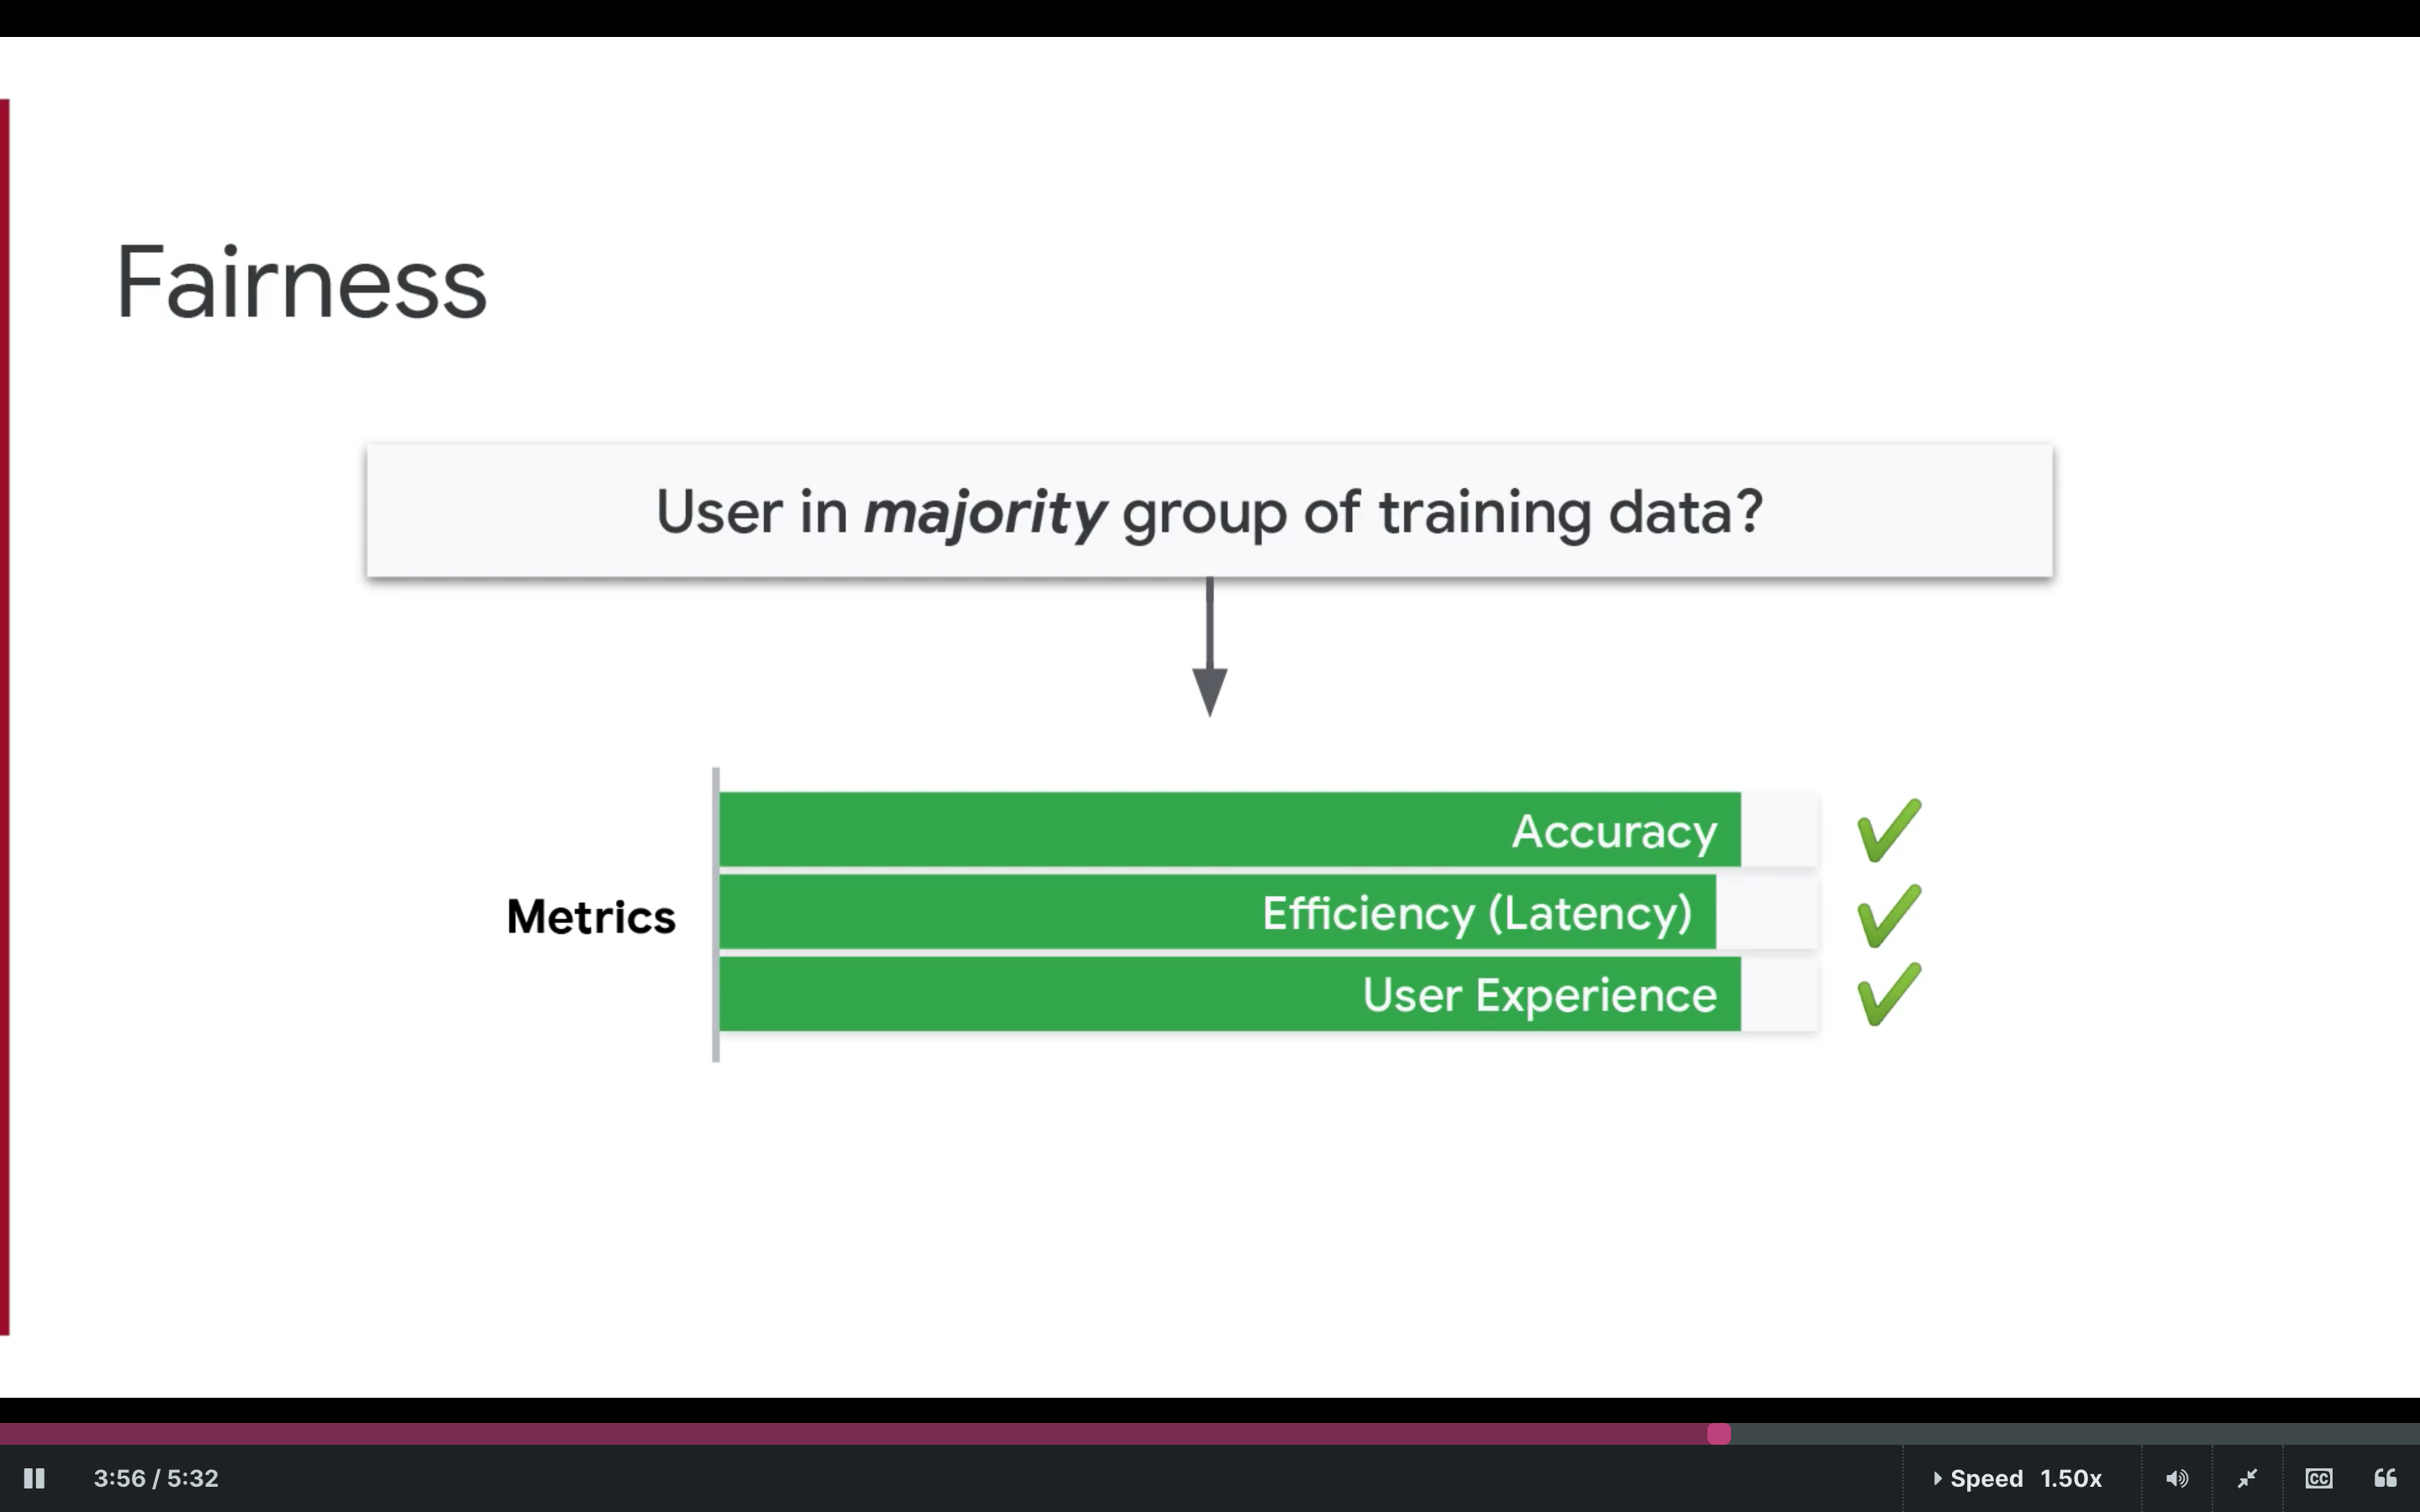 Fairness
User in majority group of training data?
Metrics
Accuracy
Efficiency (Latency)
User Experience
3:56 / 5:32
Speed 1.50x
CC